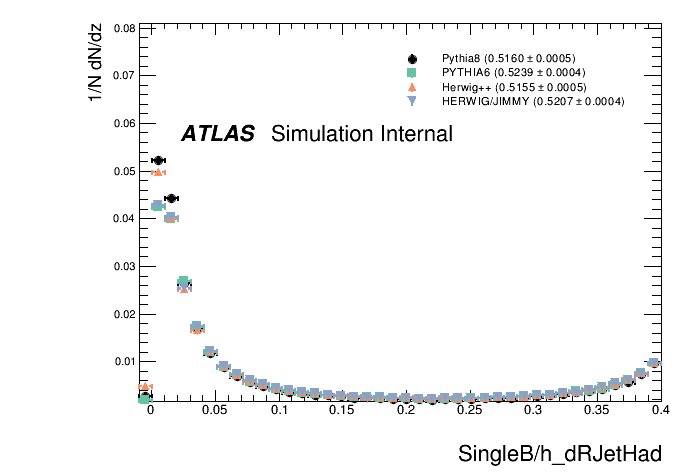 1/N dN/dz
0.08
0.07
0.06
0.05
0.04
0.03
0.02
0.01
Pythia8 (0.5160 ± 0.0005)
PYTHIA6 (0.5239 ± 0.0004)
Herwig++ (0.5155 ± 0.0005)
HERWIG/JIMMY (0.5207 ± 0.0004)
ATLAS Simulation Internal
0 0.05 0.1 0.15 0.2 0.25 0.3 0.35 0.4
SingleB/h_dRJetHad